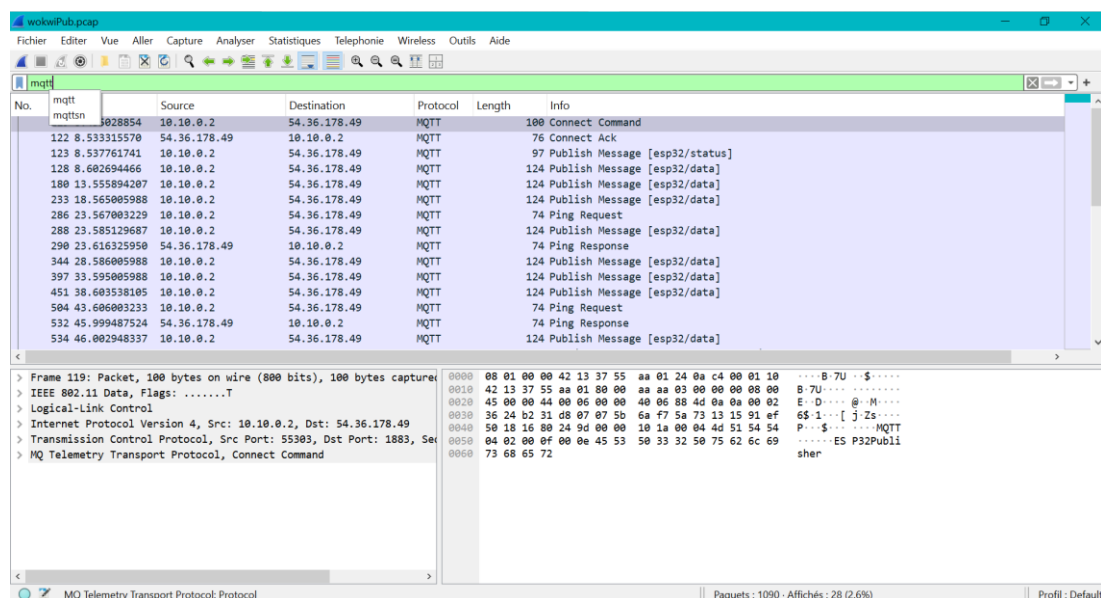 wokwiPub.pcap
Fichier Editer Vue Aller Capture Analyser Statistiques Telephonie Wireless Outils Aide
mqtt
mqtt
mqttsn
No. Source Destination Protocol Length Info
5028854 10.10.0.2 54.36.178.49 MQTT 100 Connect Command
122 8.533315570 54.36.178.49 10.10.0.2 MQTT 76 Connect Ack
123 8.537761741 10.10.0.2 54.36.178.49 MQTT 97 Publish Message [esp32/status]
128 8.602694466 10.10.0.2 54.36.178.49 MQTT 124 Publish Message [esp32/data]
180 13.555894207 10.10.0.2 54.36.178.49 MQTT 124 Publish Message [esp32/data]
233 18.565005988 10.10.0.2 54.36.178.49 MQTT 124 Publish Message [esp32/data]
286 23.567003229 10.10.0.2 54.36.178.49 MQTT 74 Ping Request
288 23.585129687 10.10.0.2 54.36.178.49 MQTT 124 Publish Message [esp32/data]
290 23.616325950 54.36.178.49 10.10.0.2 MQTT 74 Ping Response
344 28.586005988 10.10.0.2 54.36.178.49 MQTT 124 Publish Message [esp32/data]
397 33.595005988 10.10.0.2 54.36.178.49 MQTT 124 Publish Message [esp32/data]
451 38.603538105 10.10.0.2 54.36.178.49 MQTT 124 Publish Message [esp32/data]
504 43.606003233 10.10.0.2 54.36.178.49 MQTT 74 Ping Request
532 45.999487524 54.36.178.49 10.10.0.2 MQTT 74 Ping Response
534 46.002948337 10.10.0.2 54.36.178.49 MQTT 124 Publish Message [esp32/data]
> Frame 119: Packet, 100 bytes on wire (800 bits), 100 bytes captured
> IEEE 802.11 Data, Flags: .......T
> Logical-Link Control
> Internet Protocol Version 4, Src: 10.10.0.2, Dst: 54.36.178.49
> Transmission Control Protocol, Src Port: 55303, Dst Port: 1883, Seq
> MQ Telemetry Transport Protocol, Connect Command
0000 08 01 00 00 42 13 37 55 aa 01 24 0a c4 00 01 10 ····B·7U ··$·····
0010 42 13 37 55 aa 01 80 00 aa aa 03 00 00 00 08 00 B·7U···· ········
0020 45 00 00 44 00 06 00 00 40 06 88 4d 0a 0a 00 02 E··D···· @··M····
0030 36 24 b2 31 d8 07 07 5b 6a f7 5a 73 13 15 91 ef 6$·1···[ j·Zs····
0040 50 18 16 80 24 9d 00 00 10 1a 00 04 4d 51 54 54 P···$··· ····MQTT
0050 04 02 00 0f 00 0e 45 53 50 33 32 50 75 62 6c 69 ······ES P32Publi
0060 73 68 65 72 sher
MQ Telemetry Transport Protocol: Protocol
Paquets : 1090 · Affichés : 28 (2.6%)
Profil : Default